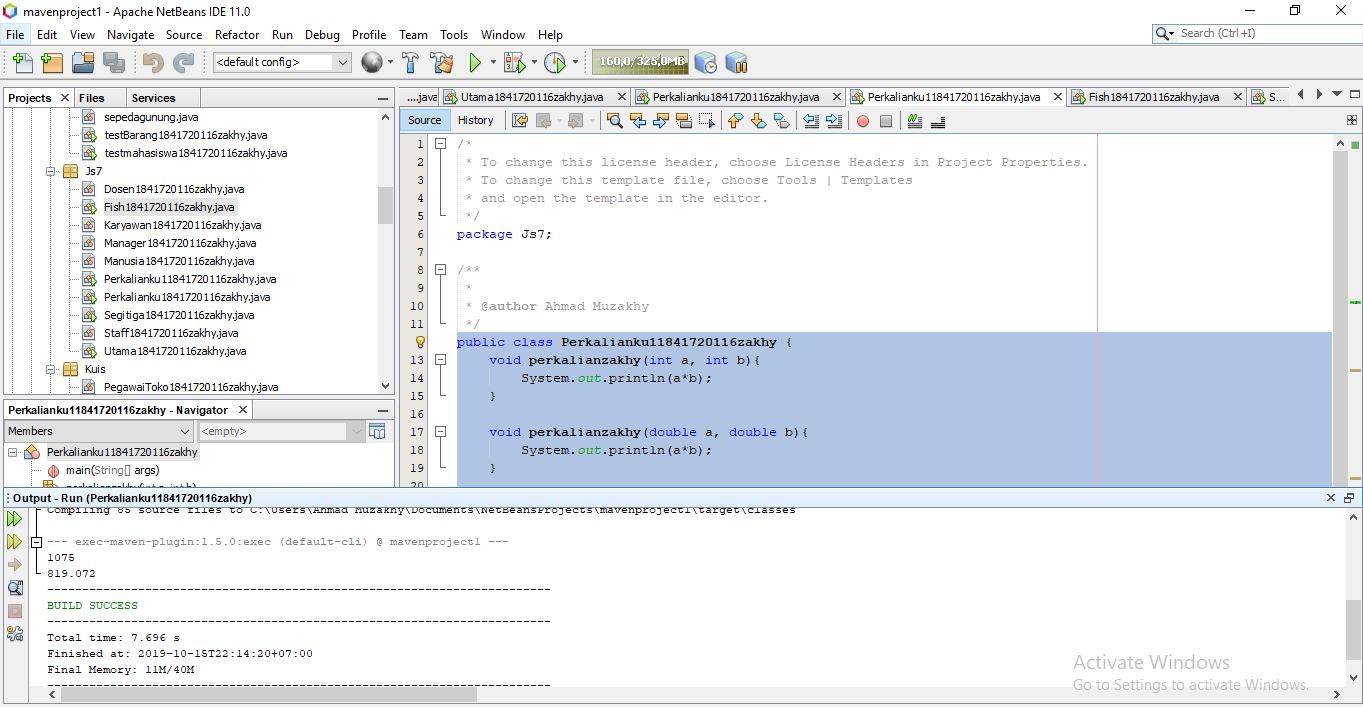 mavenproject1 - Apache NetBeans IDE 11.0
File Edit View Navigate Source Refactor Run Debug Profile Team Tools Window Help
Search (Ctrl+I)
<default config>
160,0/325,0MB
Projects Files Services
sepedagunung.java
testBarang1841720116zakhy.java
testmahasiswa1841720116zakhy.java
Js7
Dosen1841720116zakhy.java
Fish1841720116zakhy.java
Karyawan1841720116zakhy.java
Manager1841720116zakhy.java
Manusia1841720116zakhy.java
Perkalianku11841720116zakhy.java
Perkalianku1841720116zakhy.java
Segitiga1841720116zakhy.java
Staff1841720116zakhy.java
Utama1841720116zakhy.java
Kuis
PegawaiToko1841720116zakhy.java
Perkalianku11841720116zakhy - Navigator
Members <empty>
Perkalianku11841720116zakhy
main(String[] args)
perkalianzakhy(int a, int b)
....java Utama1841720116zakhy.java Perkalianku1841720116zakhy.java Perkalianku11841720116zakhy.java Fish1841720116zakhy.java S...
Source History
1 /*
2 * To change this license header, choose License Headers in Project Properties.
3 * To change this template file, choose Tools | Templates
4 * and open the template in the editor.
5 */
6 package Js7;
7
8 /**
9 *
10 * @author Ahmad Muzakhy
11 */
public class Perkalianku11841720116zakhy {
13 void perkalianzakhy(int a, int b){
14 System.out.println(a*b);
15 }
16
17 void perkalianzakhy(double a, double b){
18 System.out.println(a*b);
19 }
20
Output - Run (Perkalianku11841720116zakhy)
Compiling 85 source files to C:\Users\Ahmad Muzakhy\Documents\NetBeansProjects\mavenproject1\target\classes
--- exec-maven-plugin:1.5.0:exec (default-cli) @ mavenproject1 ---
1075
819.072
------------------------------------------------------------------------
BUILD SUCCESS
------------------------------------------------------------------------
Total time: 7.696 s
Finished at: 2019-10-15T22:14:20+07:00
Final Memory: 11M/40M
------------------------------------------------------------------------
Activate Windows
Go to Settings to activate Windows.